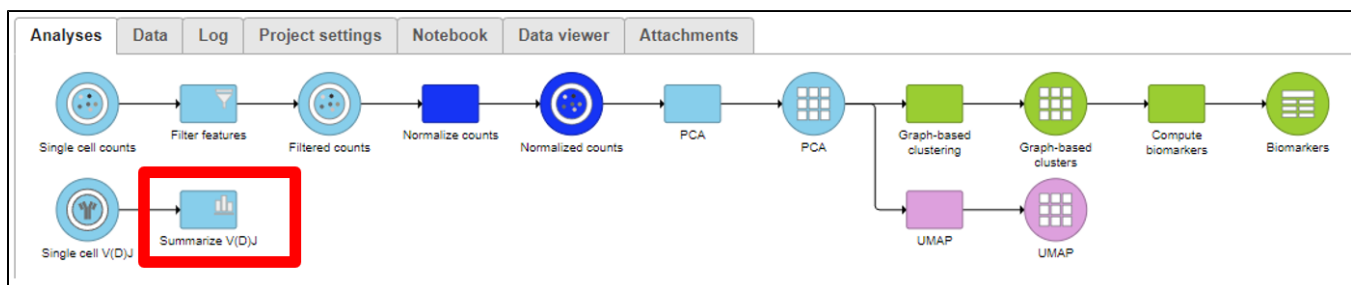 Analyses Data Log Project settings Notebook Data viewer Attachments
Single cell counts
Filter features
Filtered counts
Normalize counts
Normalized counts
PCA
PCA
Graph-based
clustering
Graph-based
clusters
Compute
biomarkers
Biomarkers
Single cell V(D)J
Summarize V(D)J
UMAP
UMAP